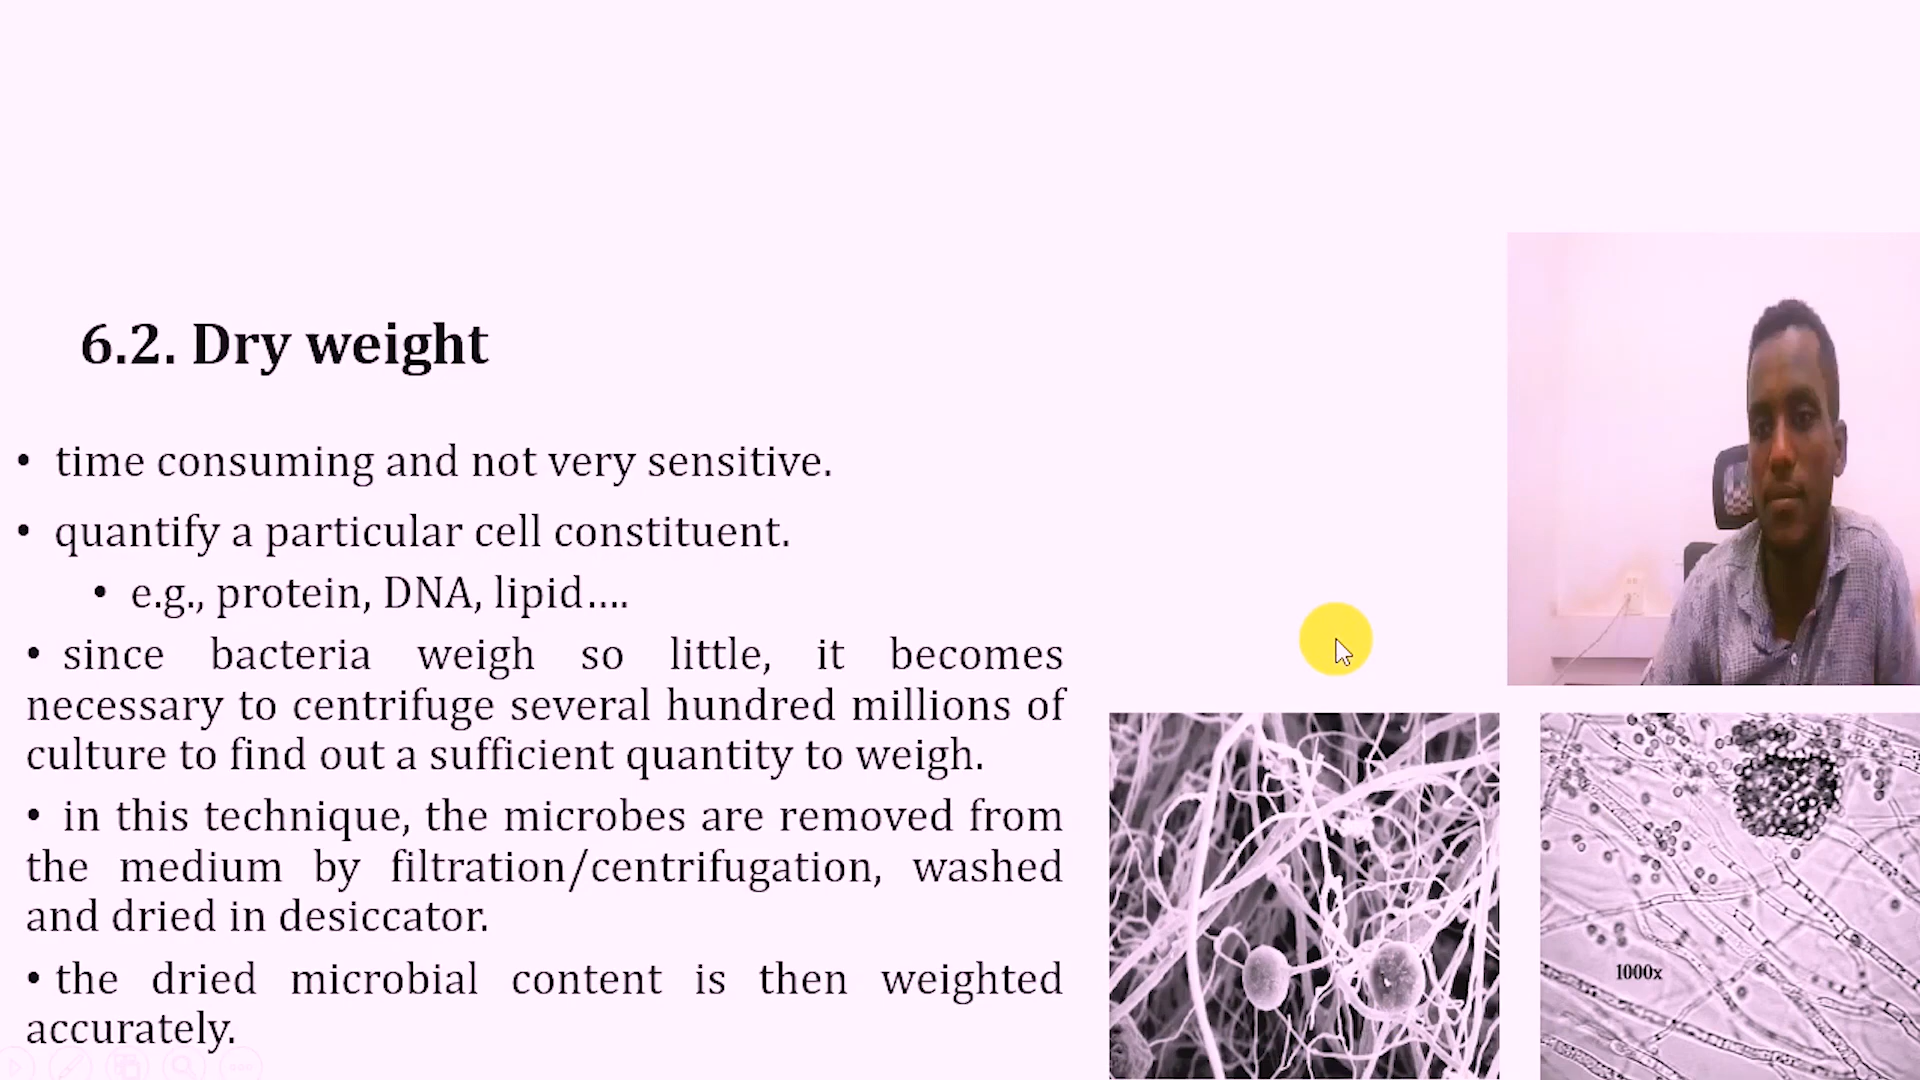 6.2. Dry weight
• time consuming and not very sensitive.
• quantify a particular cell constituent.
• e.g., protein, DNA, lipid....
• since bacteria weigh so little, it becomes
necessary to centrifuge several hundred millions of
culture to find out a sufficient quantity to weigh.
• in this technique, the microbes are removed from
the medium by filtration/centrifugation, washed
and dried in desiccator.
• the dried microbial content is then weighted
accurately.
1000x